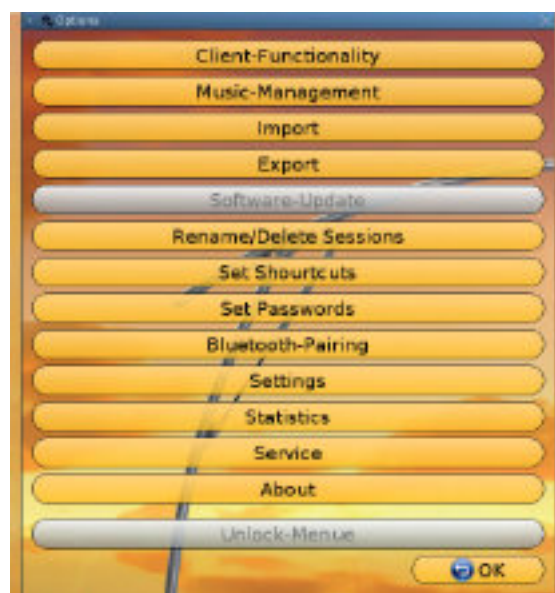 Options
Client-Functionality
Music-Management
Import
Export
Software-Update
Rename/Delete Sessions
Set Shourtcuts
Set Passwords
Bluetooth-Pairing
Settings
Statistics
Service
About
Unlock-Menue
OK